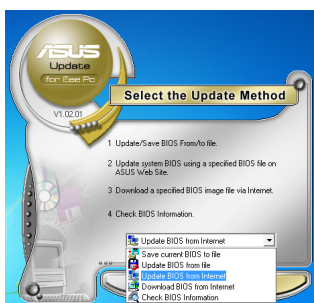 ASUS
Update
for Eee Pc
V1.02.01
Select the Update Method
1 Update/Save BIOS From/to file.
2 Update system BIOS using a specified BIOS file on
ASUS Web Site.
3 Download a specified BIOS image file via Internet.
4 Check BIOS Information.
Update BIOS from Internet
Save current BIOS to file
Update BIOS from file
Update BIOS from Internet
Download BIOS from Internet
Check BIOS Information